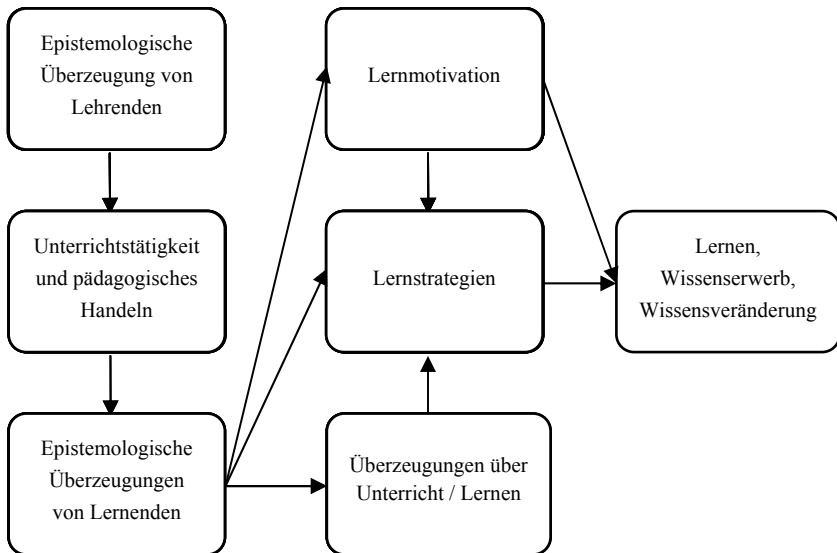 Epistemologische
Überzeugung von
Lehrenden
Lernmotivation
Unterrichtstätigkeit
und pädagogisches
Handeln
Lernstrategien
Lernen,
Wissenserwerb,
Wissensveränderung
Epistemologische
Überzeugungen
von Lernenden
Überzeugungen über
Unterricht / Lernen